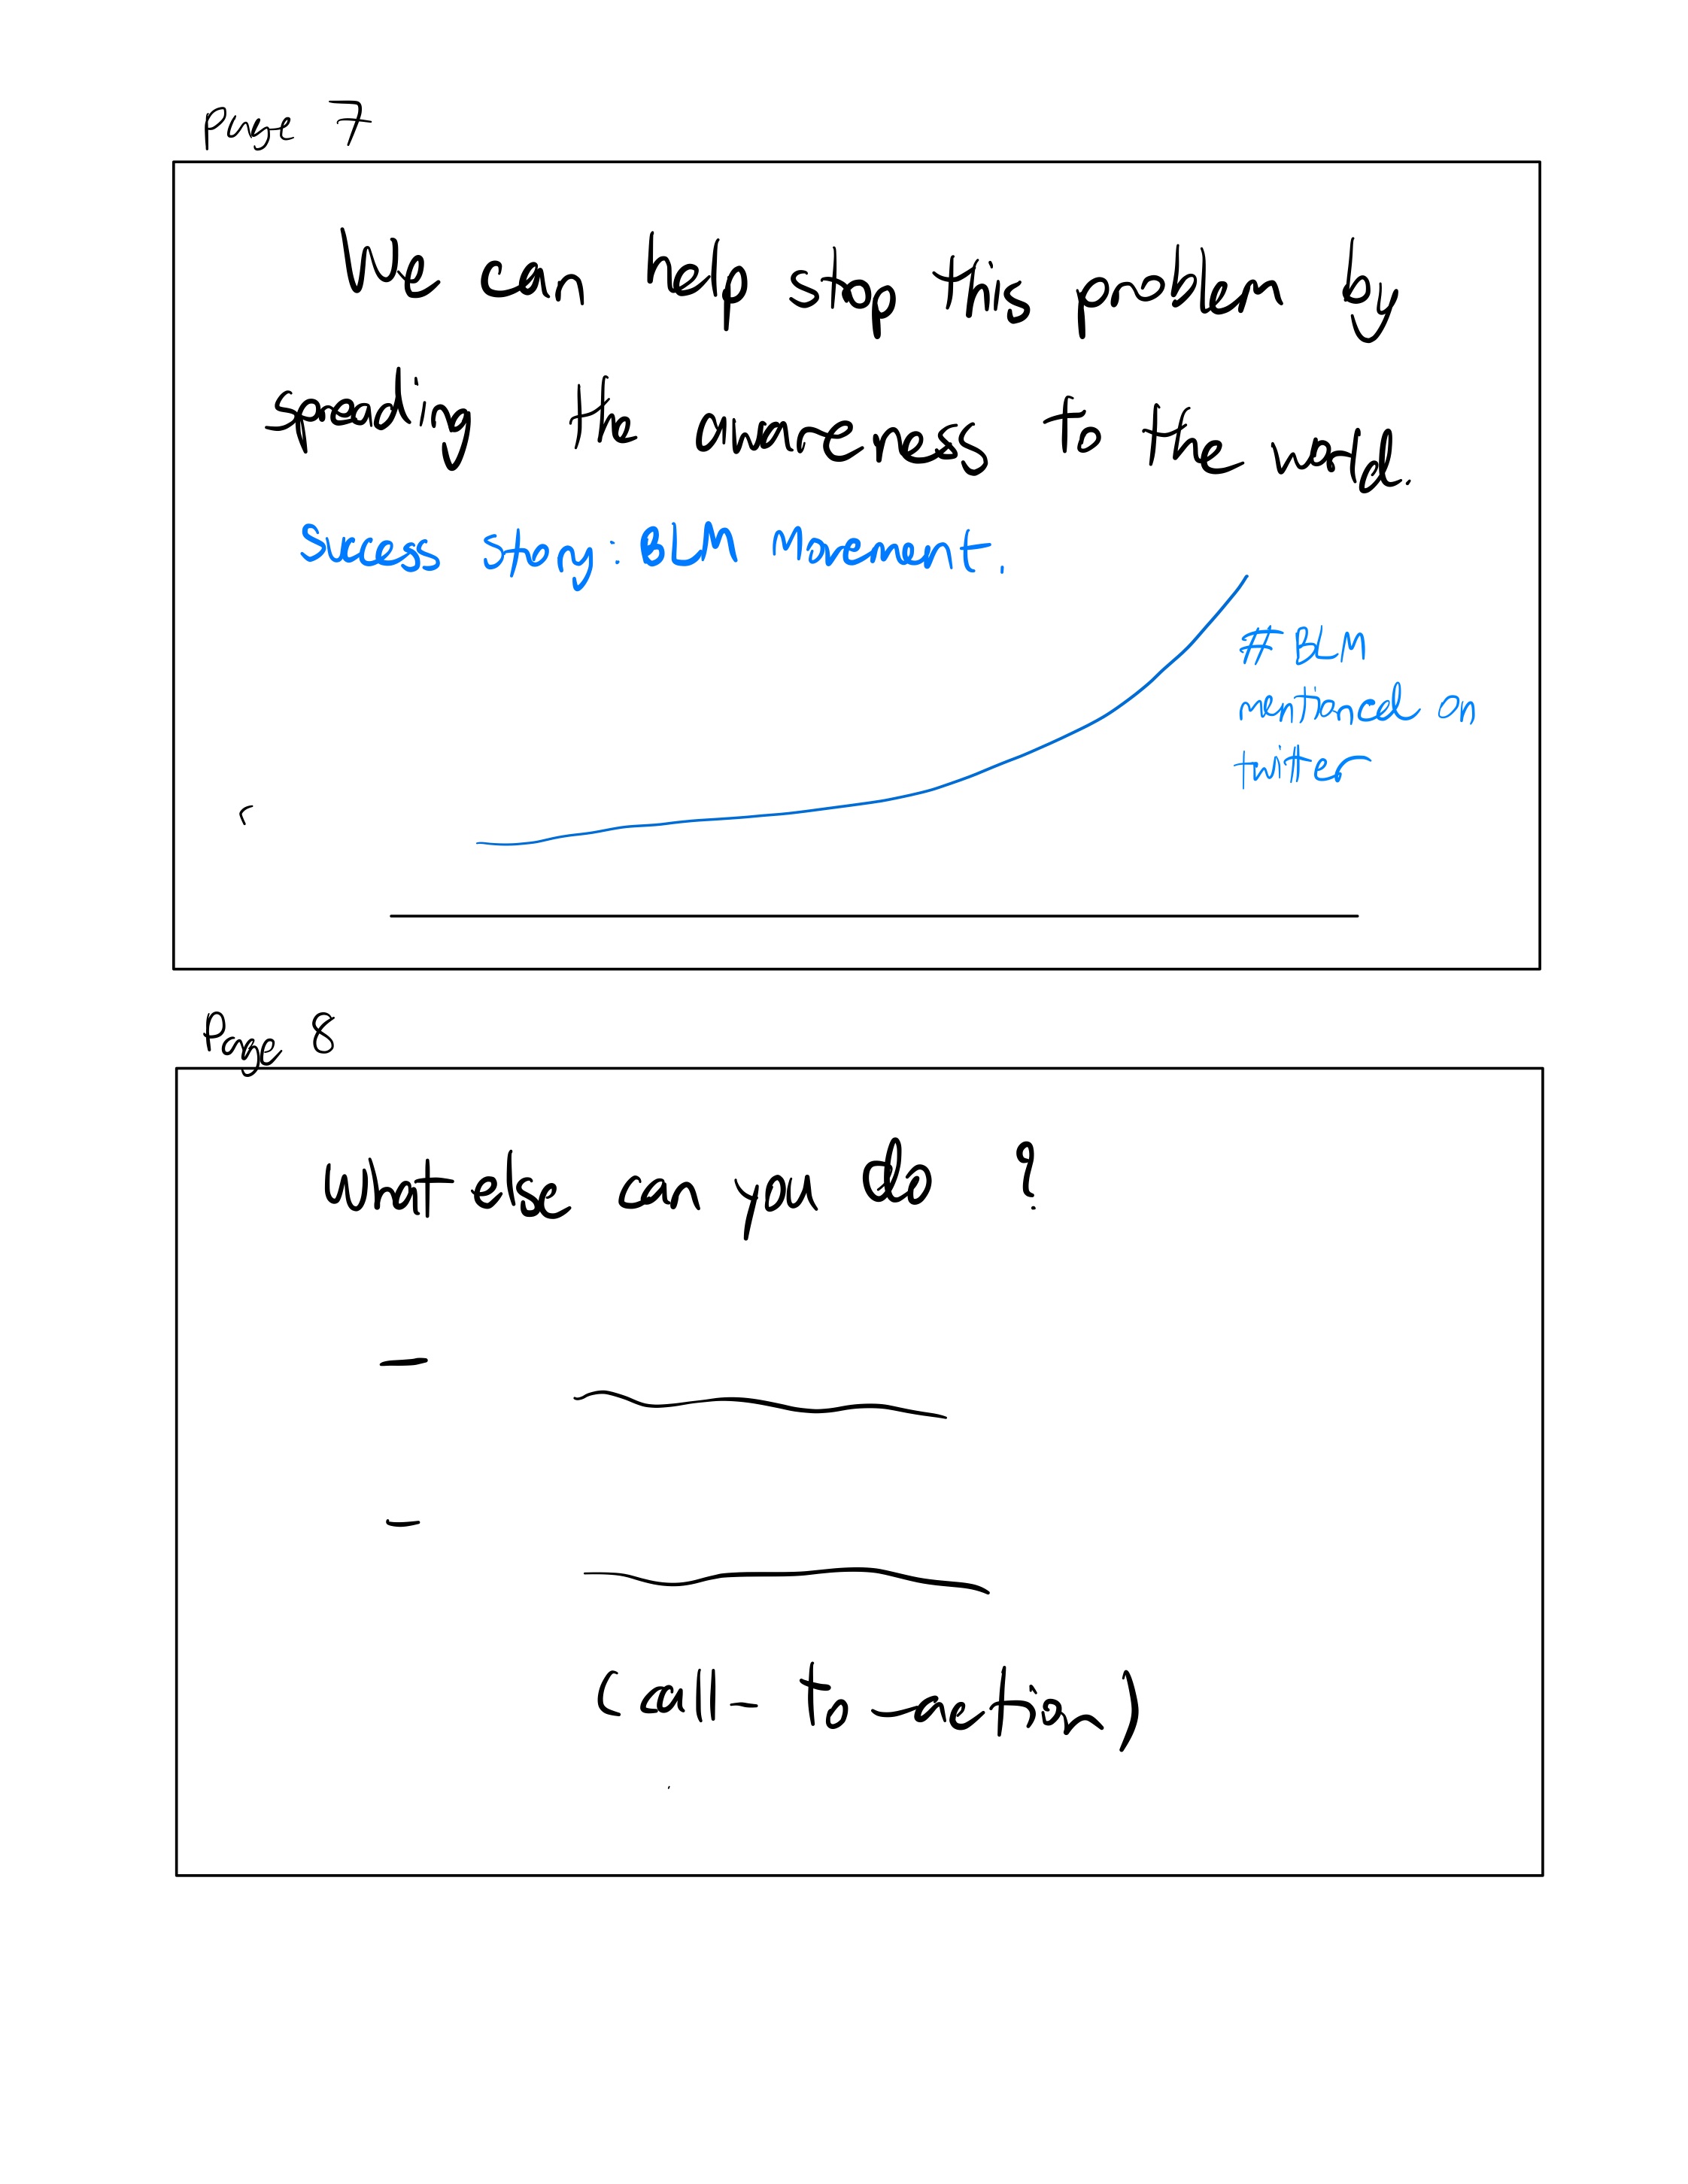 Page 7
We can help stop this problem by
spreading the awareness to the world.
Success story: BLM Movement.
# BLM
mentioned on
twitter
Page 8
What else can you do ?
(call-to-action)